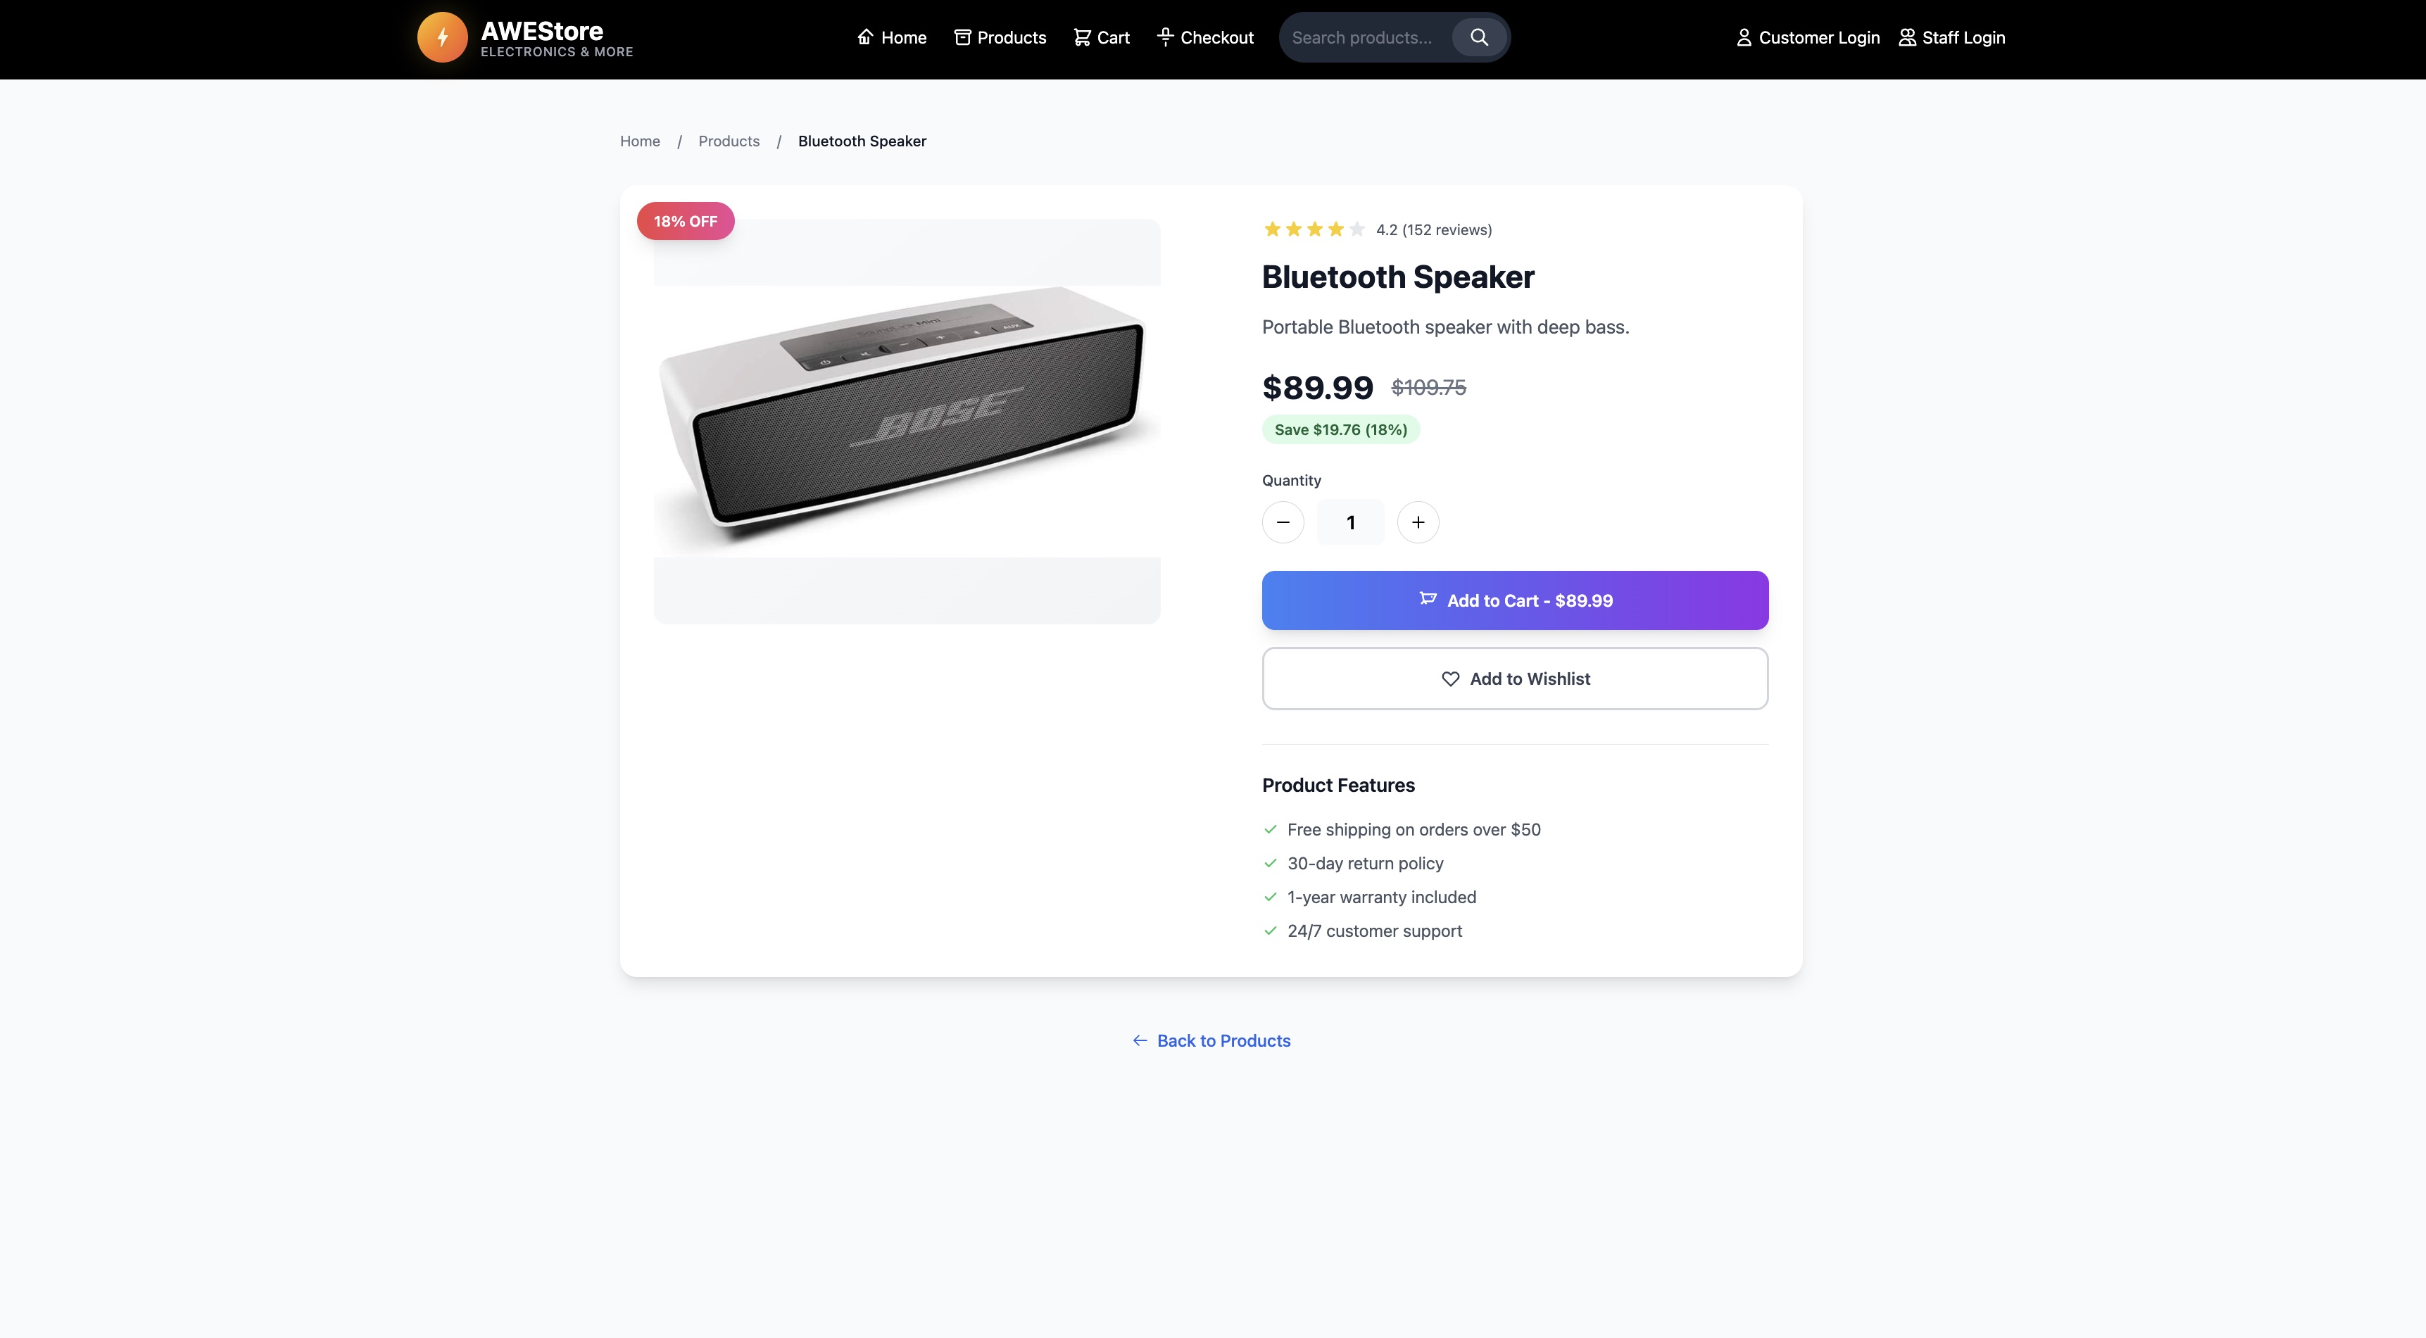 AWEStore
ELECTRONICS & MORE
Home
Products
Cart
Checkout
Search products...
Customer Login
Staff Login
Home / Products / Bluetooth Speaker
18% OFF
SoundLink Mini
AUX
BOSE
4.2 (152 reviews)
Bluetooth Speaker
Portable Bluetooth speaker with deep bass.
$89.99 $109.75
Save $19.76 (18%)
Quantity
− 1 +
Add to Cart - $89.99
Add to Wishlist
Product Features
Free shipping on orders over $50
30-day return policy
1-year warranty included
24/7 customer support
← Back to Products